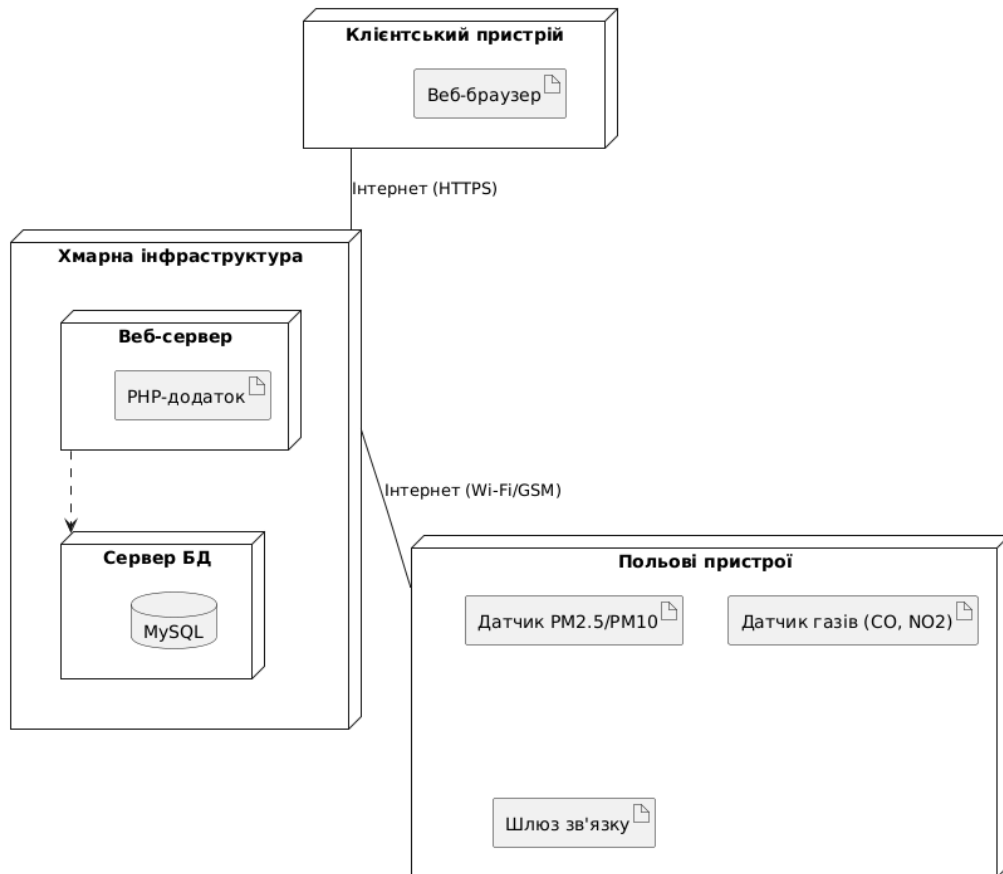 Клієнтський пристрій
Веб-браузер
Інтернет (HTTPS)
Хмарна інфраструктура
Веб-сервер
PHP-додаток
Інтернет (Wi-Fi/GSM)
Сервер БД
MySQL
Польові пристрої
Датчик PM2.5/PM10
Датчик газів (CO, NO2)
Шлюз зв'язку